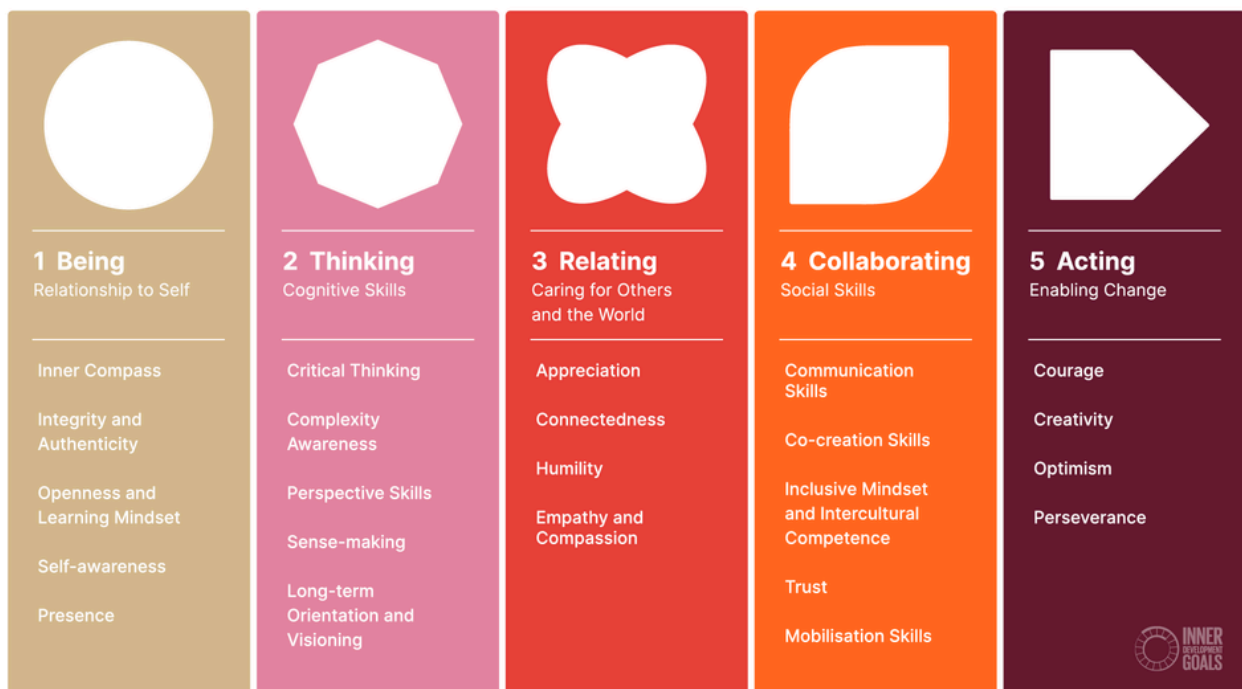 1 Being
Relationship to Self
Inner Compass
Integrity and
Authenticity
Openness and
Learning Mindset
Self-awareness
Presence
2 Thinking
Cognitive Skills
Critical Thinking
Complexity
Awareness
Perspective Skills
Sense-making
Long-term
Orientation and
Visioning
3 Relating
Caring for Others
and the World
Appreciation
Connectedness
Humility
Empathy and
Compassion
4 Collaborating
Social Skills
Communication
Skills
Co-creation Skills
Inclusive Mindset
and Intercultural
Competence
Trust
Mobilisation Skills
5 Acting
Enabling Change
Courage
Creativity
Optimism
Perseverance
INNER
DEVELOPMENT
GOALS